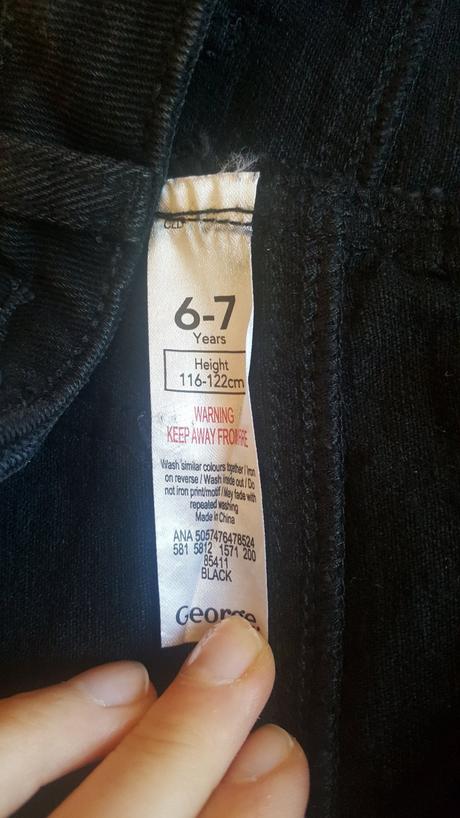 6-7
Years
Height
116-122cm
WARNING
KEEP AWAY FROM FIRE
Wash similar colours together / Iron
on reverse / Wash inside out / Do
not iron print/motif / May fade with
repeated washing
Made in China
ANA 5057476478524
581 5812 1571 200
85411
BLACK
George.